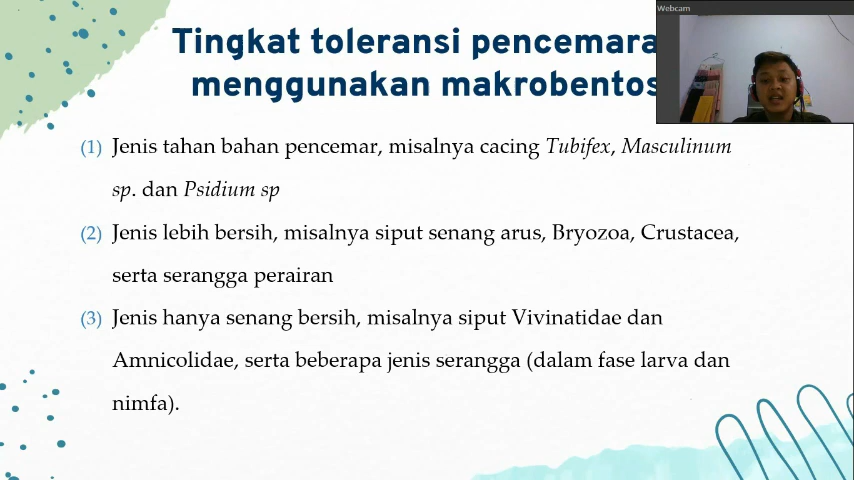 Webcam
Tingkat toleransi pencemara
menggunakan makrobentos
(1) Jenis tahan bahan pencemar, misalnya cacing Tubifex, Masculinum
sp. dan Psidium sp
(2) Jenis lebih bersih, misalnya siput senang arus, Bryozoa, Crustacea,
serta serangga perairan
(3) Jenis hanya senang bersih, misalnya siput Vivinatidae dan
Amnicolidae, serta beberapa jenis serangga (dalam fase larva dan
nimfa).